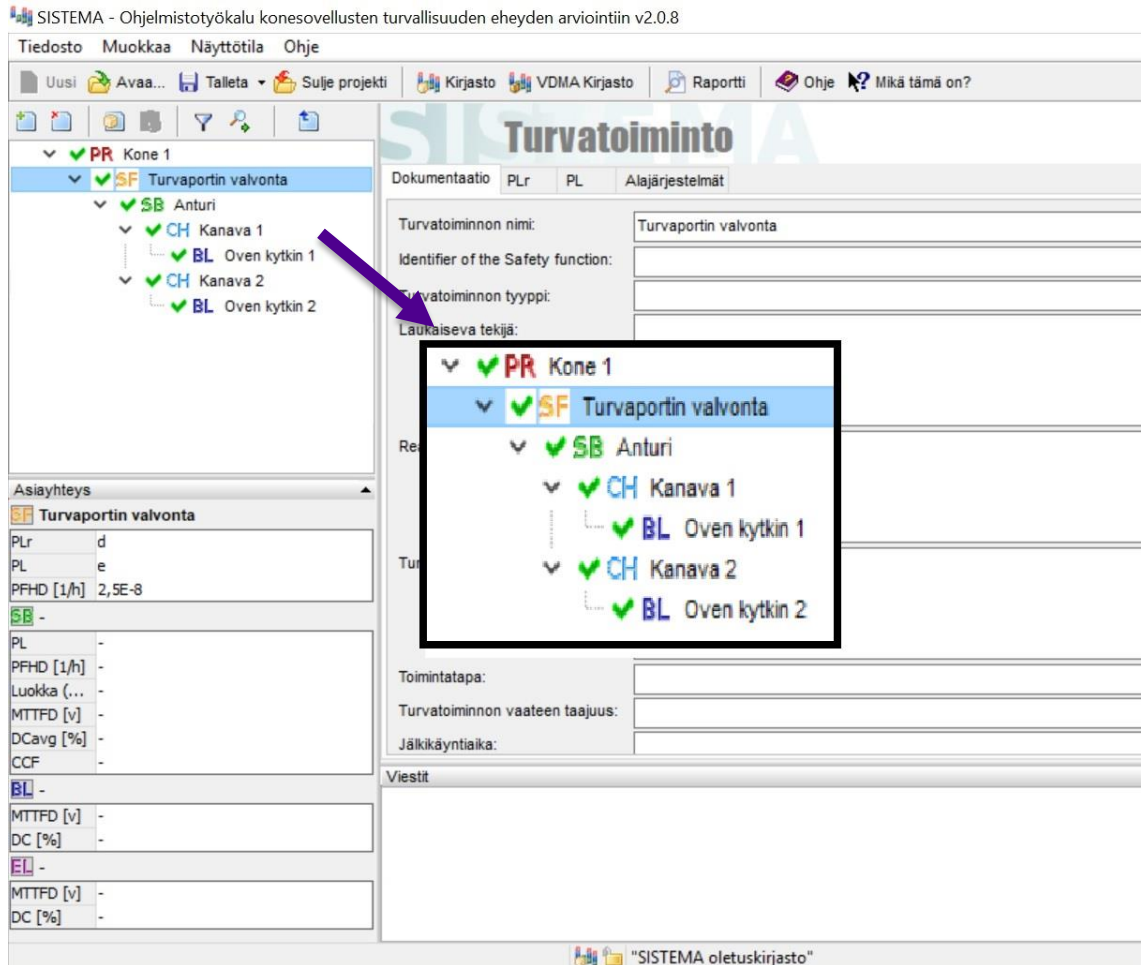 SISTEMA - Ohjelmistotyökalu konesovellusten turvallisuuden eheyden arviointiin v2.0.8
Tiedosto Muokkaa Näyttötila Ohje
Uusi Avaa... Talleta Sulje projekti Kirjasto VDMA Kirjasto Raportti Ohje Mikä tämä on?
PR Kone 1
SF Turvaportin valvonta
SB Anturi
CH Kanava 1
BL Oven kytkin 1
CH Kanava 2
BL Oven kytkin 2
Asiayhteys
SF Turvaportin valvonta
PLr d
PL e
PFHD [1/h] 2,5E-8
SB -
PL -
PFHD [1/h] -
Luokka (... -
MTTFD [v] -
DCavg [%] -
CCF -
BL -
MTTFD [v] -
DC [%] -
EL -
MTTFD [v] -
DC [%] -
SISTEMA
Turvatoiminto
Dokumentaatio PLr PL Alajärjestelmät
Turvatoiminnon nimi: Turvaportin valvonta
Identifier of the Safety function:
Turvatoiminnon tyyppi:
Laukaiseva tekijä:
PR Kone 1
SF Turvaportin valvonta
SB Anturi
CH Kanava 1
BL Oven kytkin 1
CH Kanava 2
BL Oven kytkin 2
Toimintatapa:
Turvatoiminnon vaateen taajuus:
Jälkikäyntiaika:
Viestit
"SISTEMA oletuskirjasto"